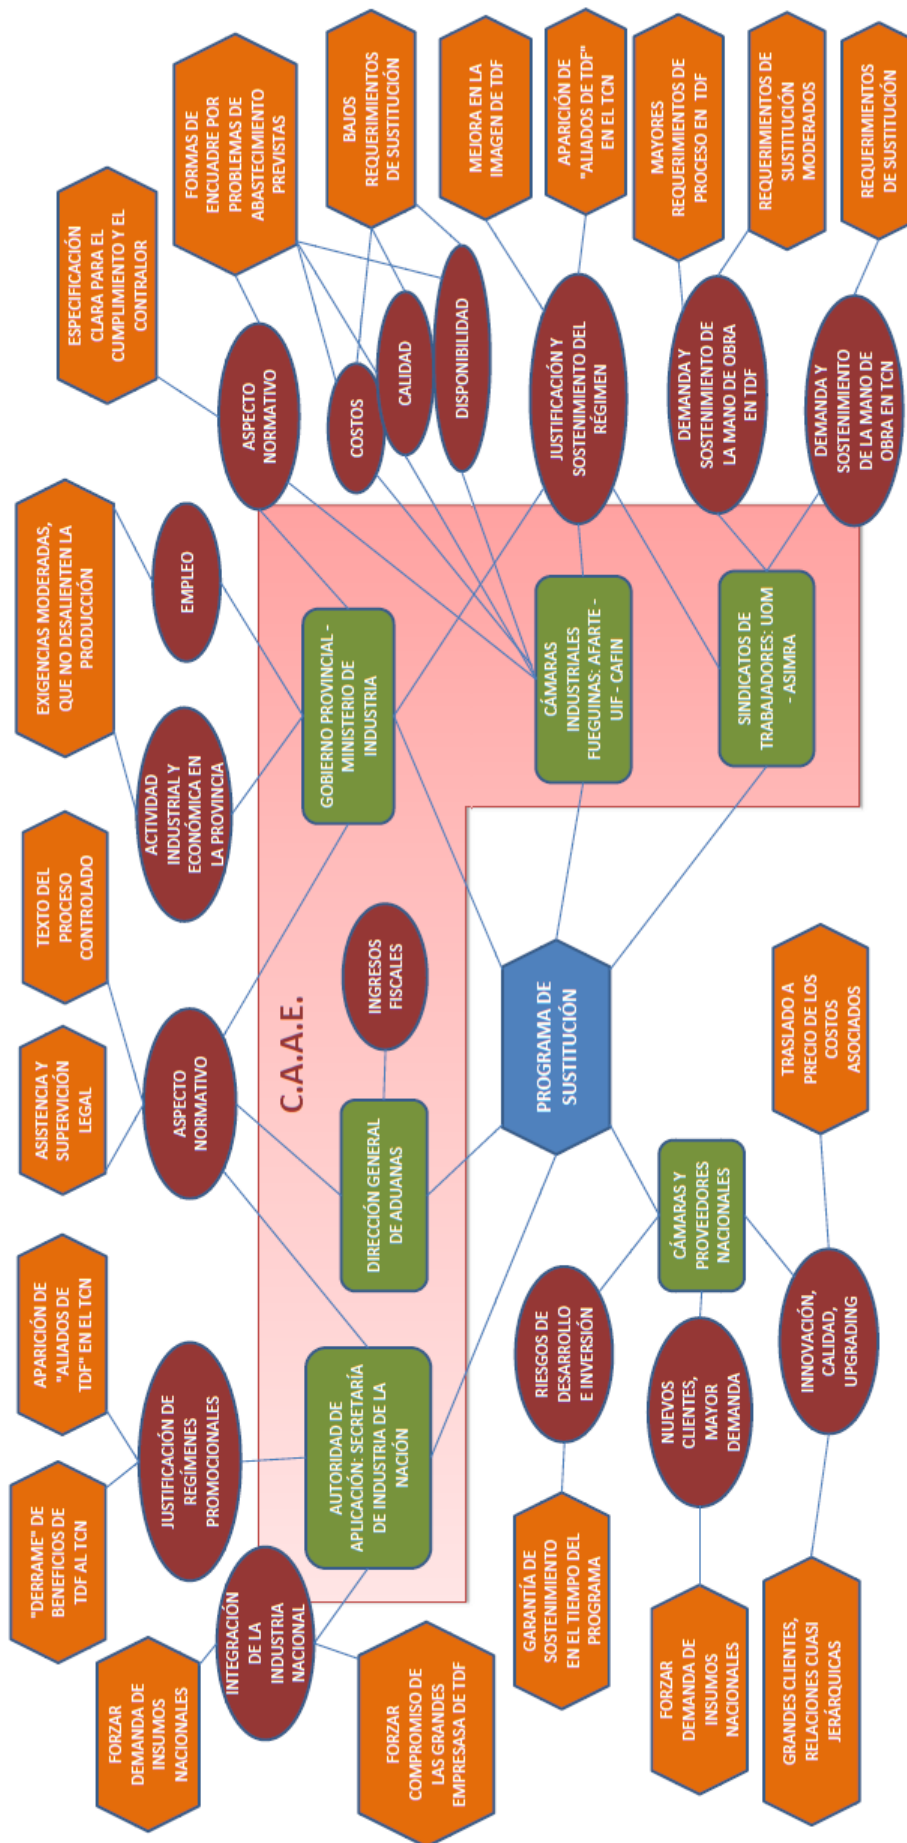 FORZAR
DEMANDA DE
INSUMOS
NACIONALES
"DERRAME" DE
BENEFICIOS DE
TDF AL TCN
APARICIÓN DE
"ALIADOS DE
TDF" EN EL TCN
ASISTENCIA Y
SUPERVICIÓN
LEGAL
TEXTO DEL
PROCESO
CONTROLADO
EXIGENCIAS MODERADAS,
QUE NO DESALIENTEN LA
PRODUCCIÓN
ESPECIFICACIÓN
CLARA PARA EL
CUMPLIMIENTO Y EL
CONTRALOR
FORMAS DE
ENCUADRE POR
PROBLEMAS DE
ABASTECIMIENTO
PREVISTAS
BAJOS
REQUERIMIENTOS
DE SUSTITUCIÓN
MEJORA EN LA
IMAGEN DE TDF
APARICIÓN DE
"ALIADOS DE TDF"
EN EL TCN
MAYORES
REQUERIMIENTOS DE
PROCESO EN TDF
REQUERIMIENTOS DE
SUSTITUCIÓN
MODERADOS
REQUERIMIENTOS
DE SUSTITUCIÓN
INTEGRACIÓN
DE LA
INDUSTRIA
NACIONAL
JUSTIFICACIÓN DE
REGÍMENES
PROMOCIONALES
ASPECTO
NORMATIVO
ACTIVIDAD
INDUSTRIAL Y
ECONÓMICA EN
LA PROVINCIA
EMPLEO
ASPECTO
NORMATIVO
COSTOS
CALIDAD
DISPONIBILIDAD
JUSTIFICACIÓN Y
SOSTENIMIENTO DEL
RÉGIMEN
DEMANDA Y
SOSTENIMIENTO DE
LA MANO DE OBRA
EN TDF
DEMANDA Y
SOSTENIMIENTO
DE LA MANO DE
OBRA EN TCN
C.A.A.E.
AUTORIDAD DE
APLICACIÓN: SECRETARÍA
DE INDUSTRIA DE LA
NACIÓN
DIRECCIÓN GENERAL
DE ADUANAS
INGRESOS
FISCALES
GOBIERNO PROVINCIAL -
MINISTERIO DE
INDUSTRIA
CÁMARAS
INDUSTRIALES
FUEGUINAS: AFARTE -
UIF - CAFIN
SINDICATOS DE
TRABAJADORES: UOM
- ASIMRA
FORZAR
COMPROMISO DE
LAS GRANDES
EMPRESASA DE TDF
PROGRAMA DE
SUSTITUCIÓN
GARANTÍA DE
SOSTENIMIENTO
EN EL TIEMPO DEL
PROGRAMA
RIESGOS DE
DESARROLLO
E INVERSIÓN
CÁMARAS Y
PROVEEDORES
NACIONALES
FORZAR
DEMANDA DE
INSUMOS
NACIONALES
NUEVOS
CLIENTES,
MAYOR
DEMANDA
GRANDES CLIENTES,
RELACIONES CUASI
JERÁRQUICAS
INNOVACIÓN,
CALIDAD,
UPGRADING
TRASLADO A
PRECIO DE LOS
COSTOS
ASOCIADOS